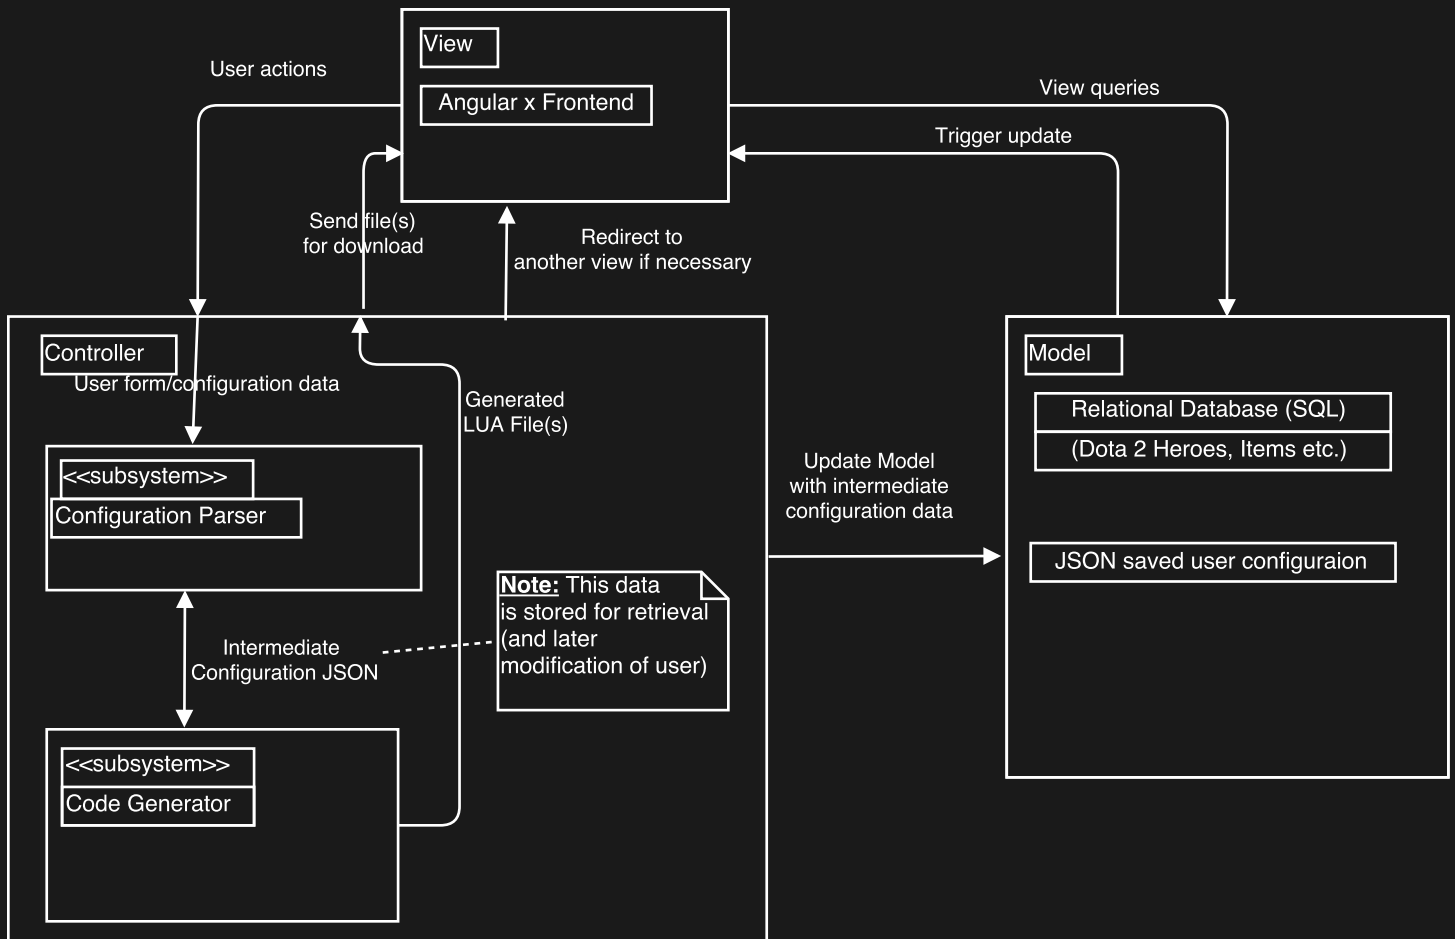 View
User actions
Angular x Frontend
View queries
Trigger update
Send file(s)
for download
Redirect to
another view if necessary
Controller
User form/configuration data
Generated
LUA File(s)
<<subsystem>>
Configuration Parser
Intermediate
Configuration JSON
Note: This data
is stored for retrieval
(and later
modification of user)
<<subsystem>>
Code Generator
Update Model
with intermediate
configuration data
Model
Relational Database (SQL)
(Dota 2 Heroes, Items etc.)
JSON saved user configuraion